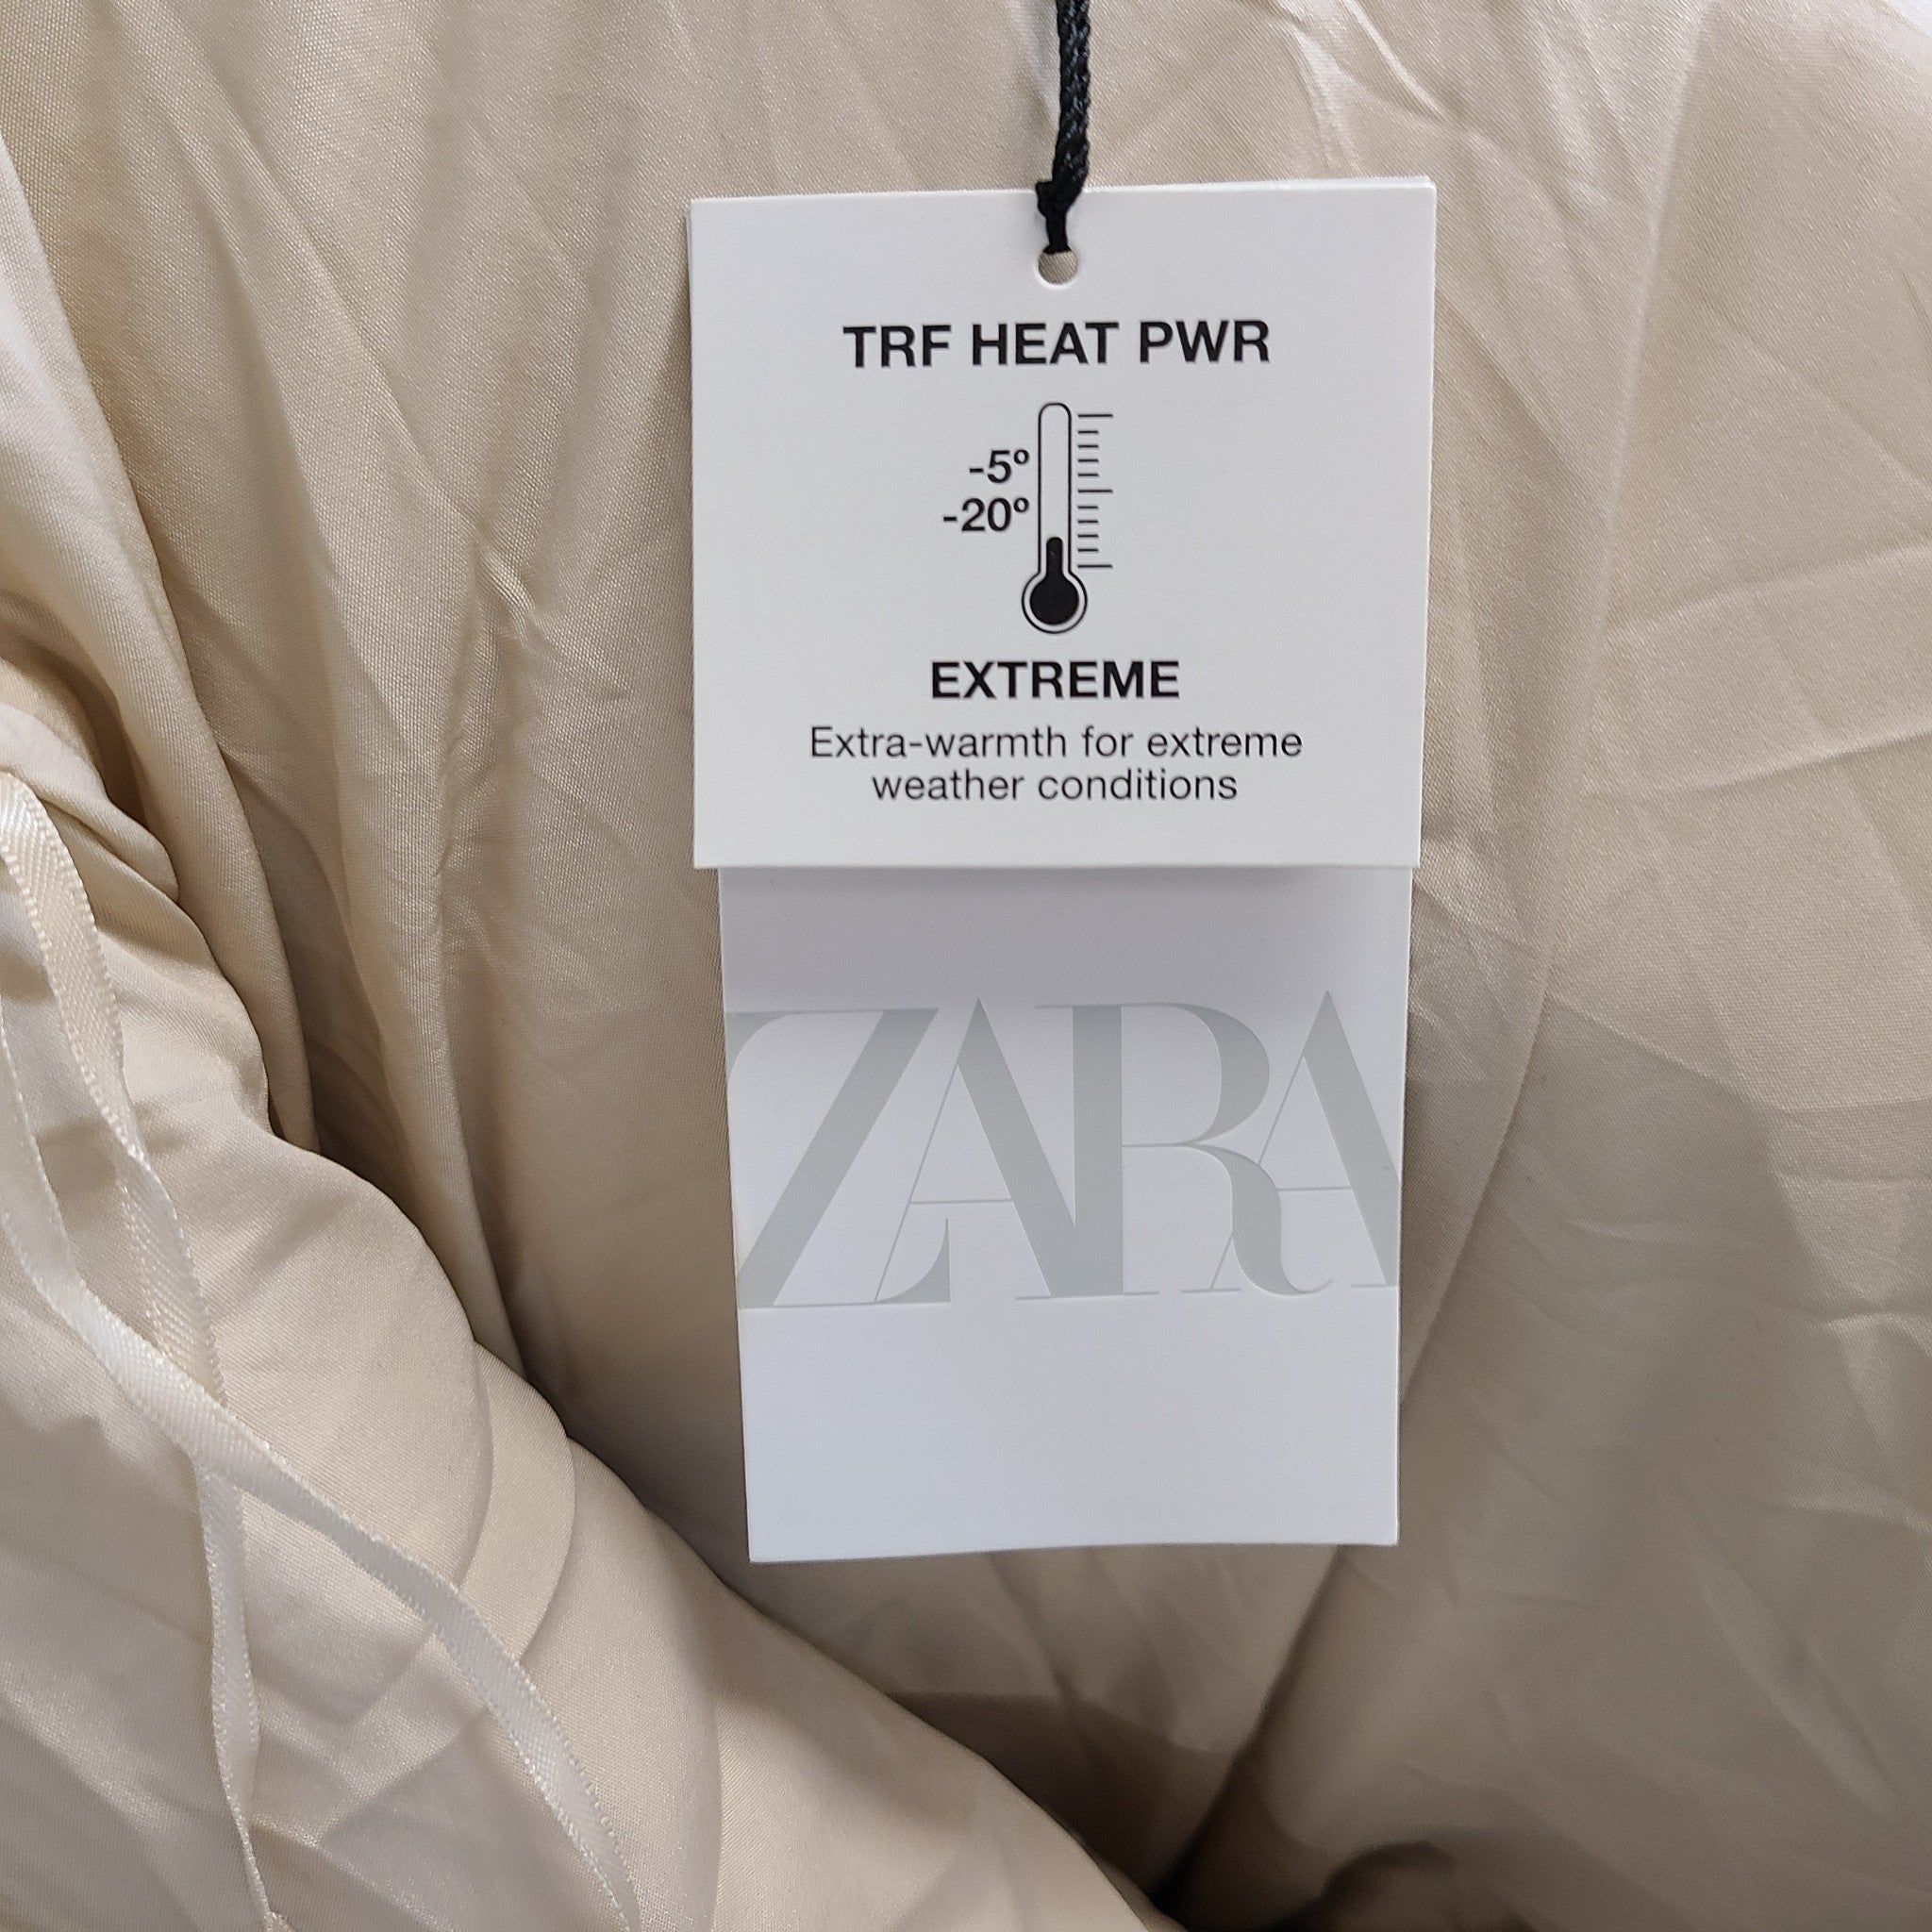 TRF HEAT PWR
-5º
-20º
EXTREME
Extra-warmth for extreme
weather conditions
ZARA